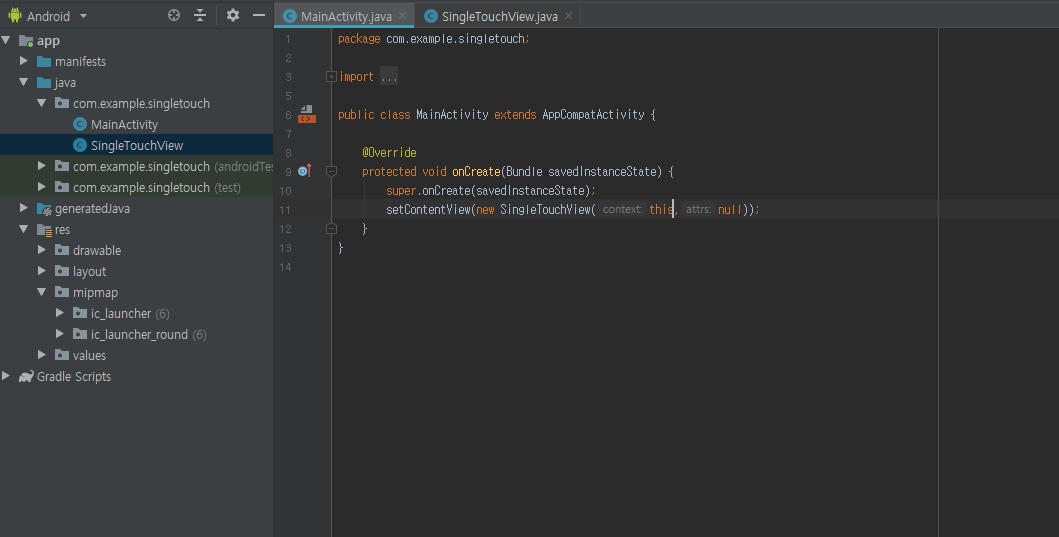 Android
app
manifests
java
com.example.singletouch
MainActivity
SingleTouchView
com.example.singletouch (androidTe
com.example.singletouch (test)
generatedJava
res
drawable
layout
mipmap
ic_launcher (6)
ic_launcher_round (6)
values
Gradle Scripts
MainActivity.java SingleTouchView.java
1 package com.example.singletouch;
2
3 import ...
5
6 public class MainActivity extends AppCompatActivity {
7
8 @Override
9 protected void onCreate(Bundle savedInstanceState) {
10 super.onCreate(savedInstanceState);
11 setContentView(new SingleTouchView( context: this, attrs: null));
12 }
13 }
14